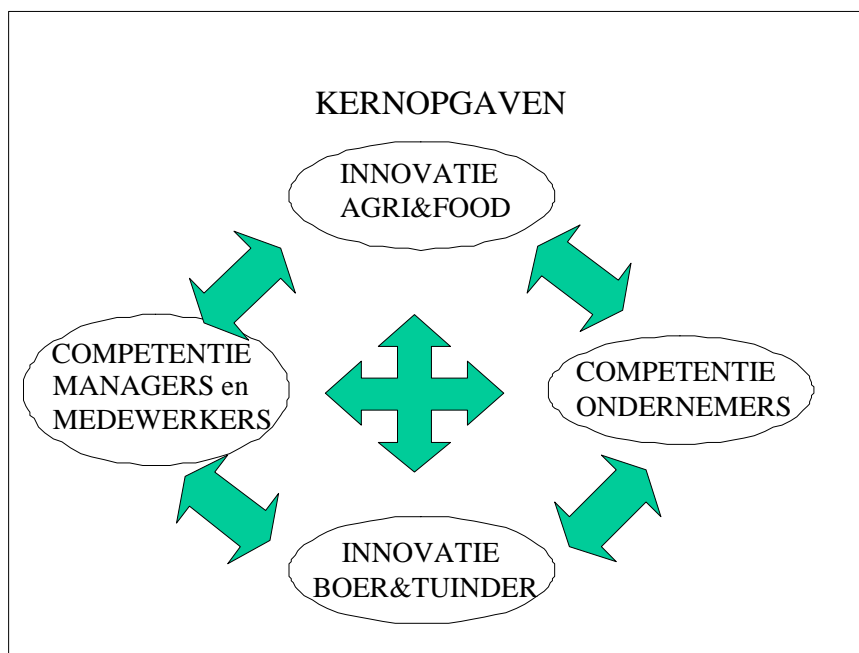 KERNOPGAVEN
INNOVATIE
AGRI&FOOD
COMPETENTIE
MANAGERS en
MEDEWERKERS
COMPETENTIE
ONDERNEMERS
INNOVATIE
BOER&TUINDER